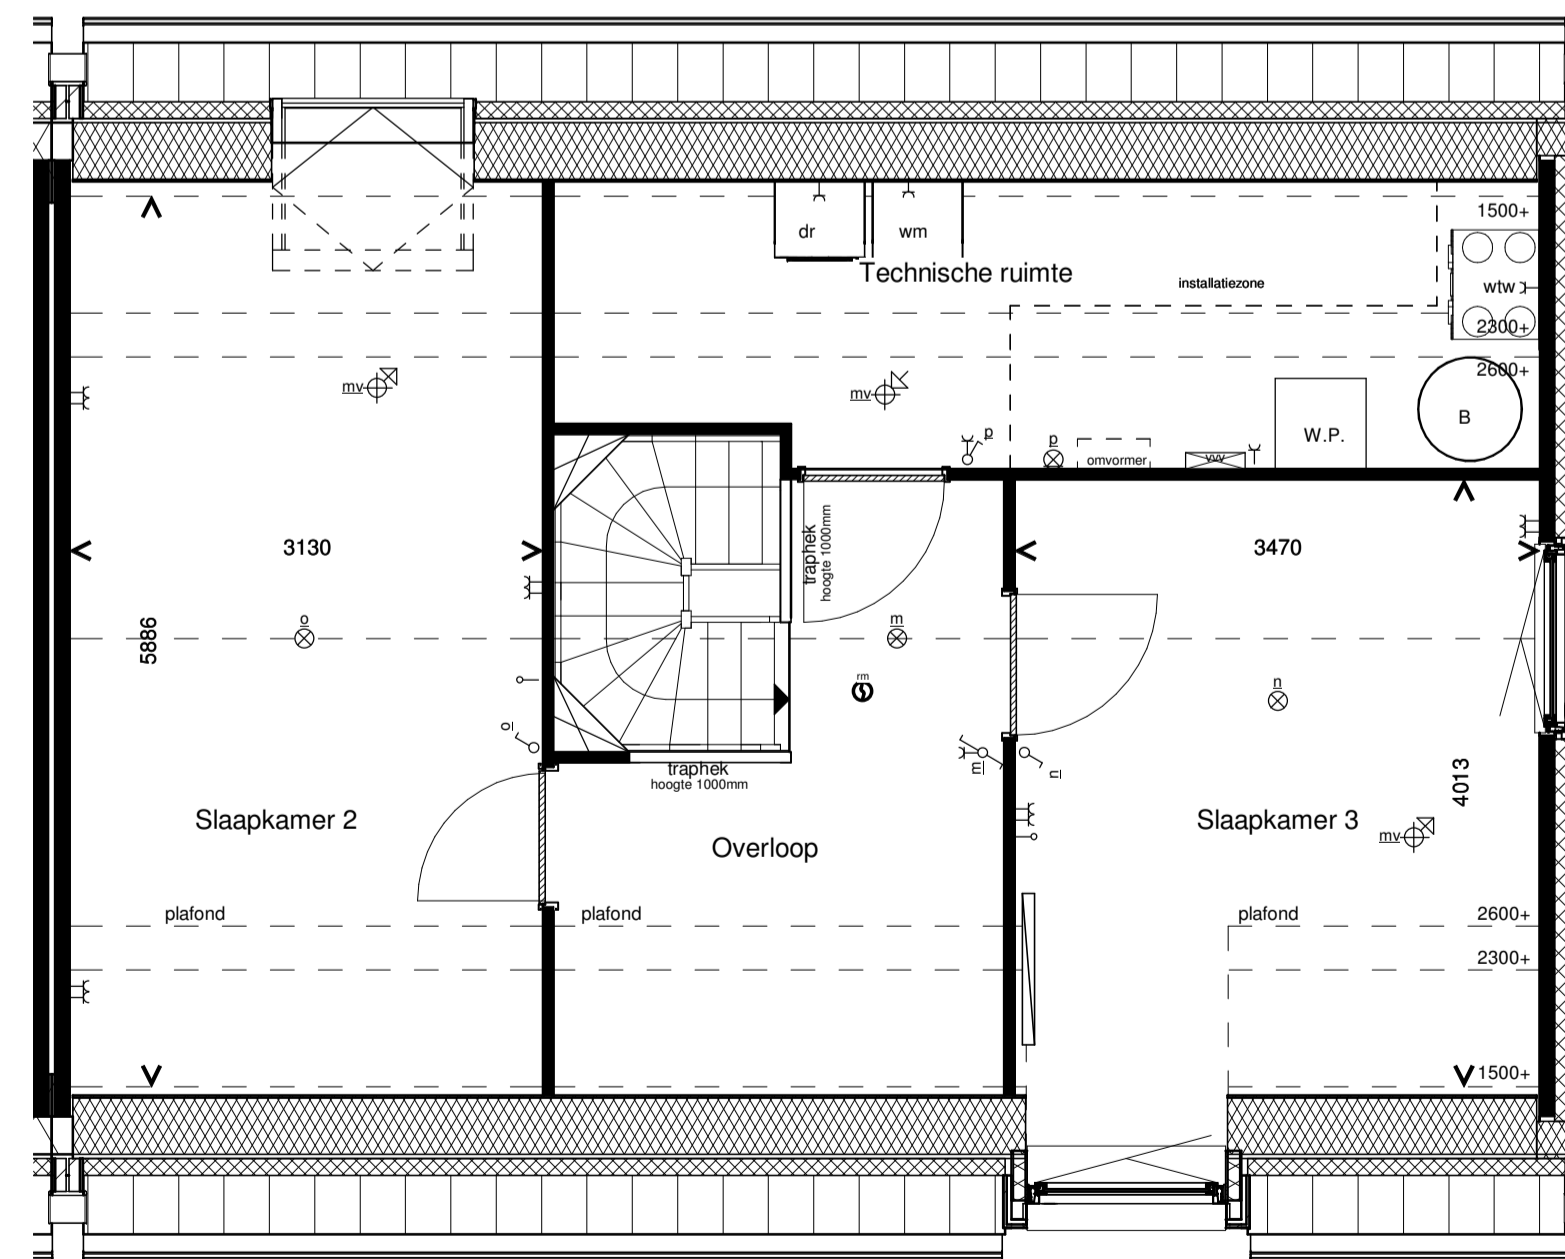 1500+
dr
wm
Technische ruimte
installatiezone
wtw
2300+
2600+
mv
mv
B
p
p
W.P.
omvormer
vvv
traphek
hoogte 1000mm
3130
3470
5886
o
m
n
rm
o
m
n
traphek
hoogte 1000mm
4013
Slaapkamer 2
Overloop
Slaapkamer 3
mv
plafond
plafond
plafond
2600+
2300+
1500+